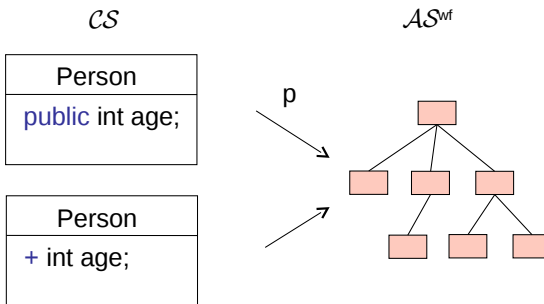 CS
ASwf
Person
public int age;
p
Person
+ int age;